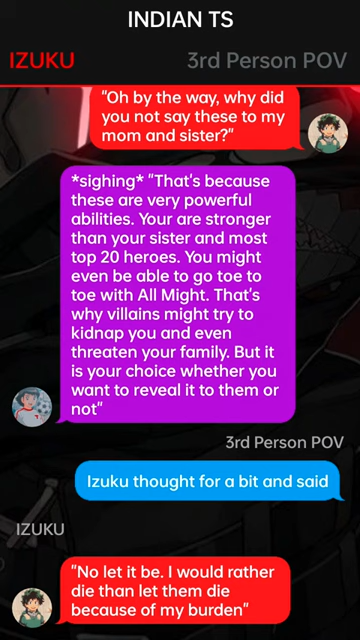 INDIAN TS
IZUKU 3rd Person POV
"Oh by the way, why did
you not say these to my
mom and sister?"
*sighing* "That's because
these are very powerful
abilities. Your are stronger
than your sister and most
top 20 heroes. You might
even be able to go toe to
toe with All Might. That's
why villains might try to
kidnap you and even
threaten your family. But it
is your choice whether you
want to reveal it to them or
not"
3rd Person POV
Izuku thought for a bit and said
IZUKU
"No let it be. I would rather
die than let them die
because of my burden"